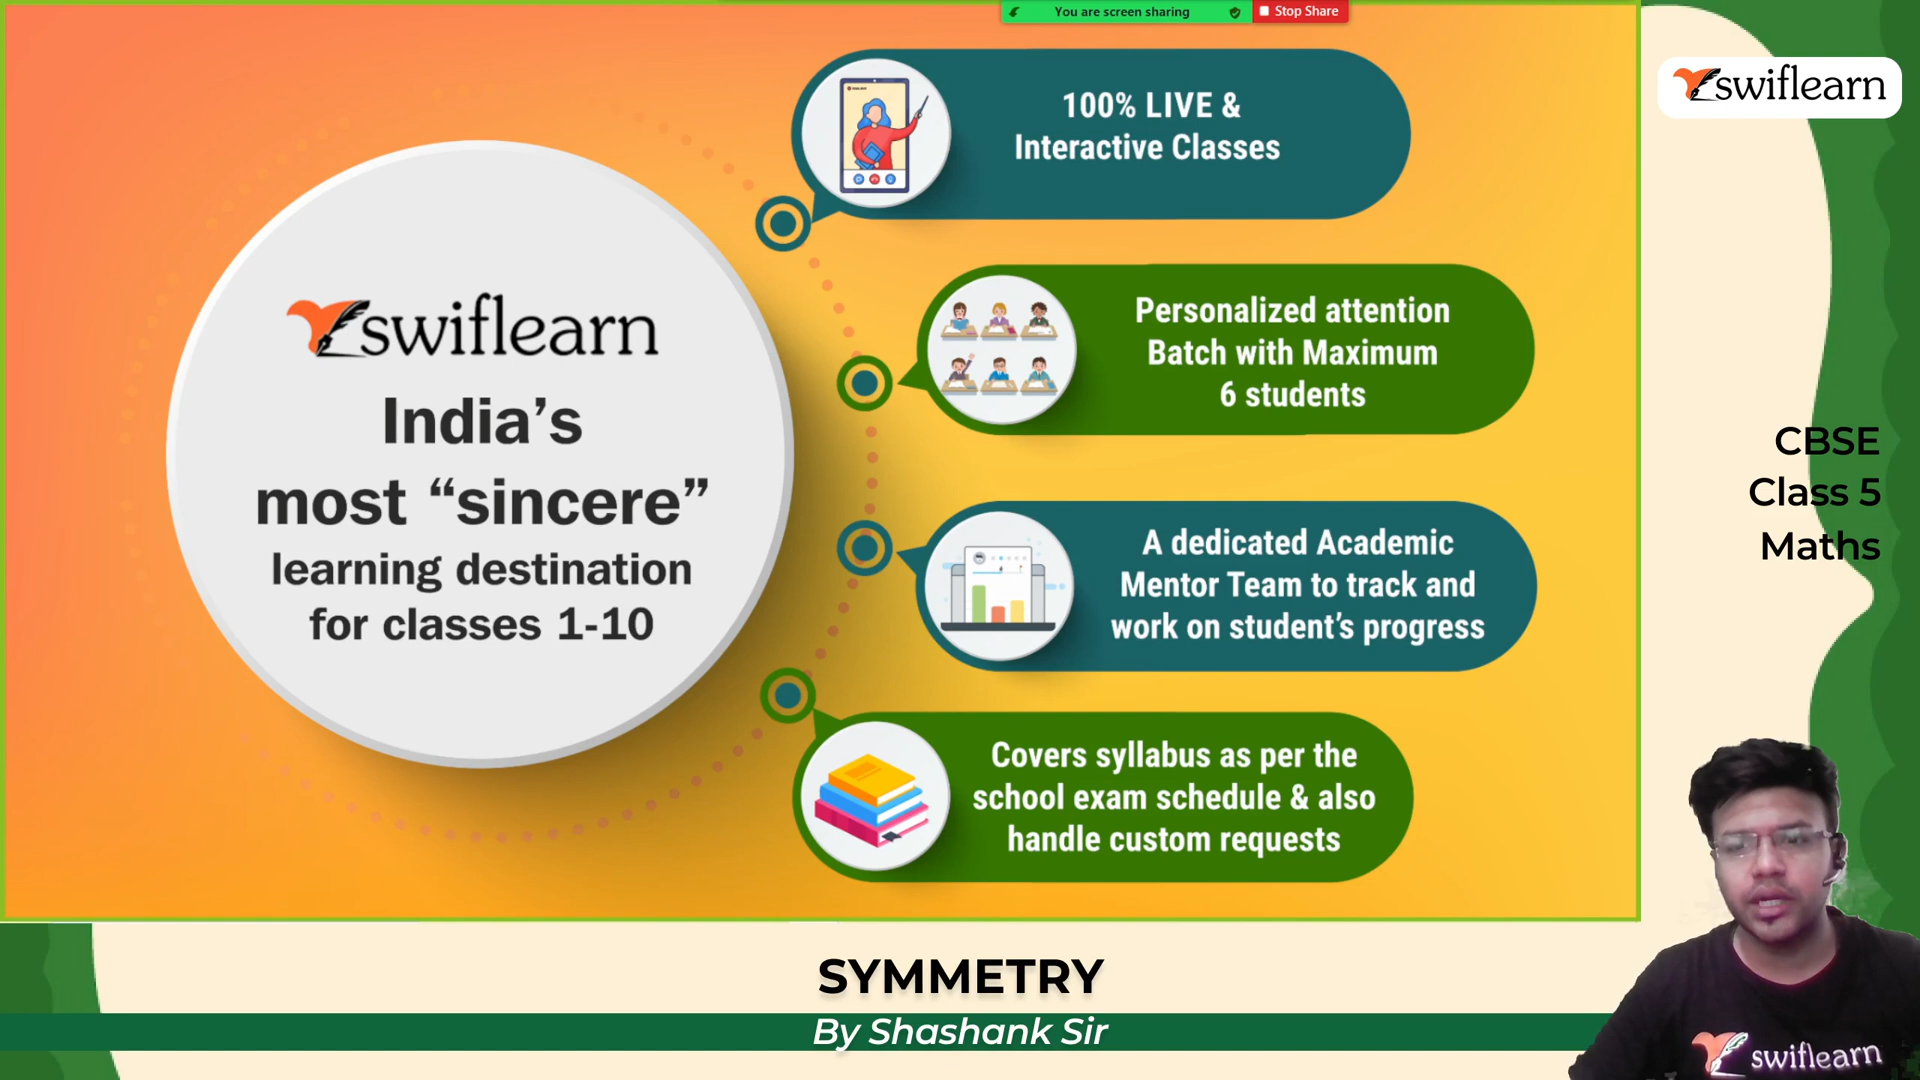 You are screen sharing
Stop Share
swiflearn
India's
most “sincere”
learning destination
for classes 1-10
100% LIVE &
Interactive Classes
Personalized attention
Batch with Maximum
6 students
A dedicated Academic
Mentor Team to track and
work on student's progress
Covers syllabus as per the
school exam schedule & also
handle custom requests
swiflearn
CBSE
Class 5
Maths
SYMMETRY
By Shashank Sir
swiflearn